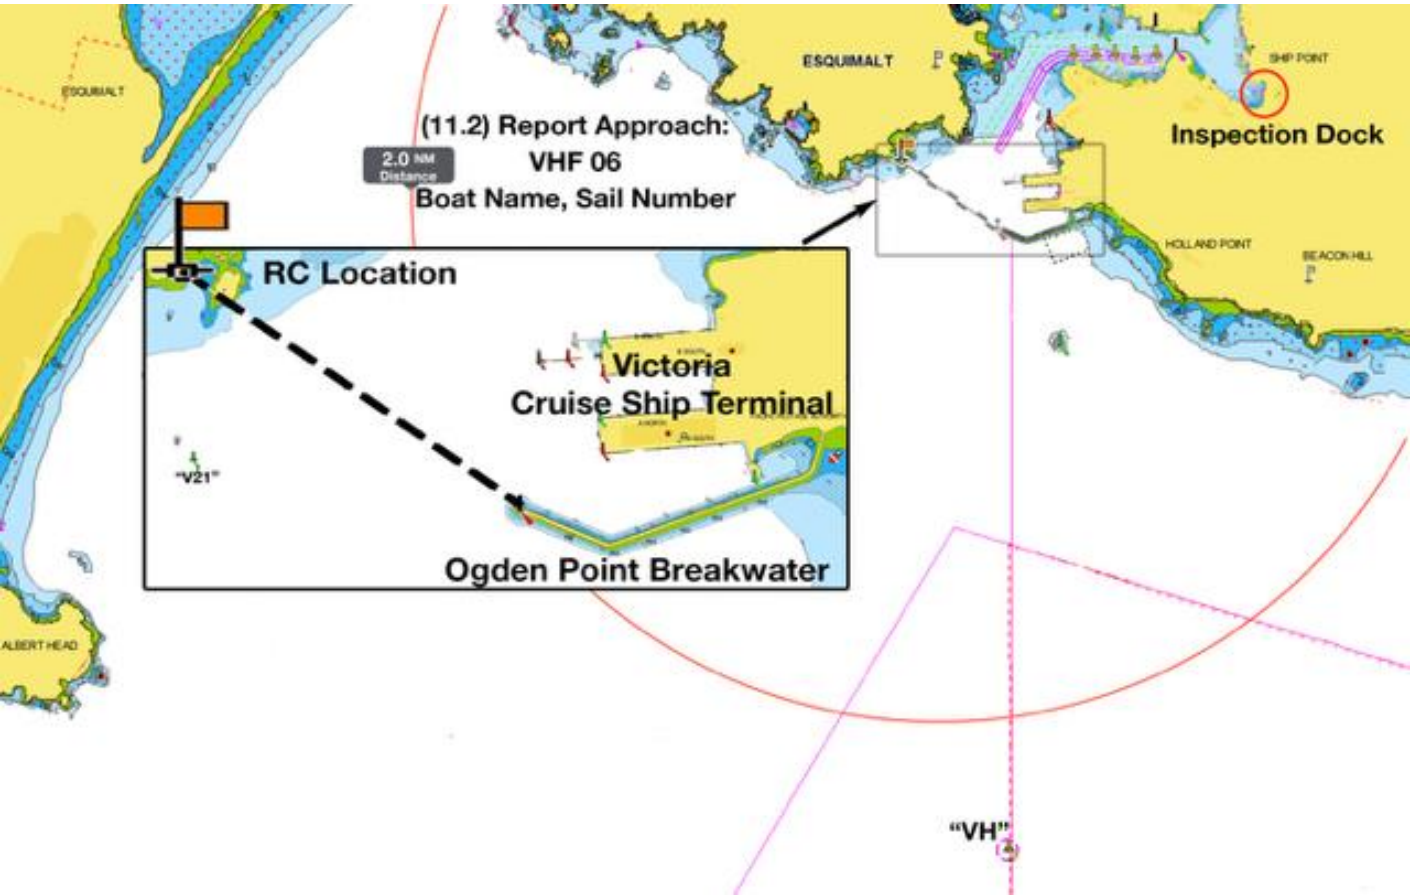 ESQUIMALT
ESQUIMALT
SHIP POINT
(11.2) Report Approach:
VHF 06
Boat Name, Sail Number
2.0 NM
Distance
Inspection Dock
HOLLAND POINT
BEACON HILL
RC Location
Victoria
Cruise Ship Terminal
"V21"
Ogden Point Breakwater
ALBERT HEAD
"VH"